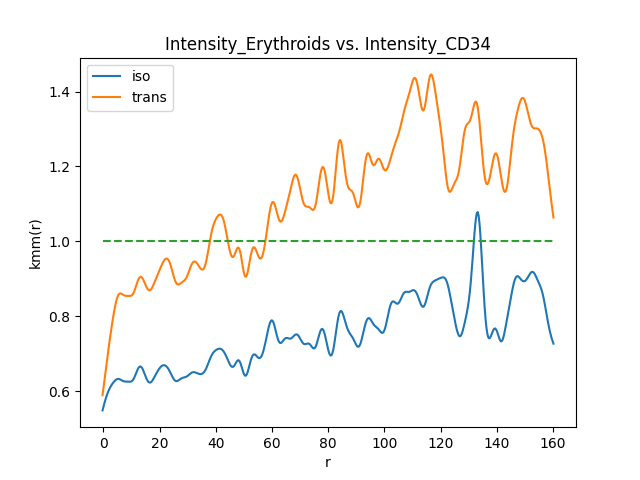 Intensity_Erythroids vs. Intensity_CD34
iso
trans
kmm(r)
1.4
1.2
1.0
0.8
0.6
0 20 40 60 80 100 120 140 160
r